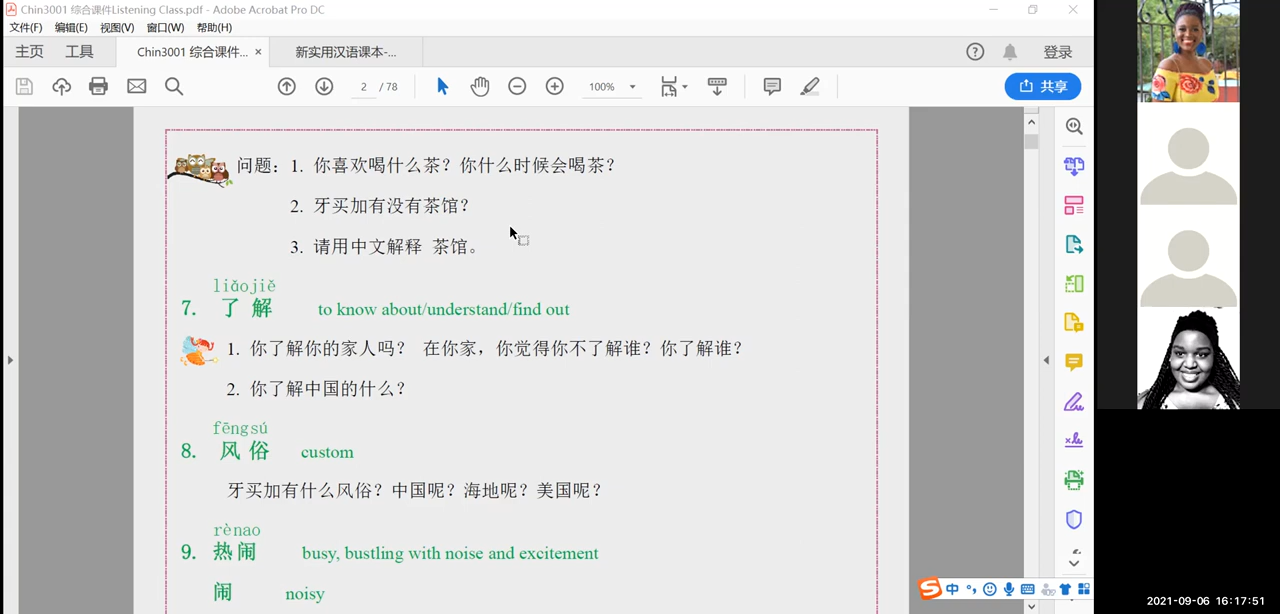 Chin3001 综合课件Listening Class.pdf - Adobe Acrobat Pro DC
文件(F) 编辑(E) 视图(V) 窗口(W) 帮助(H)
主页 工具 Chin3001 综合课件... × 新实用汉语课本-... 登录
2 / 78 100% 共享
问题：1. 你喜欢喝什么茶？你什么时候会喝茶？
2. 牙买加有没有茶馆？
3. 请用中文解释 茶馆。
liǎojiě
7. 了解 to know about/understand/find out
1. 你了解你的家人吗？ 在你家，你觉得你不了解谁？你了解谁？
2. 你了解中国的什么？
fēngsú
8. 风俗 custom
牙买加有什么风俗？中国呢？海地呢？美国呢？
rènao
9. 热闹 busy, bustling with noise and excitement
闹 noisy
中
2021-09-06 16:17:51